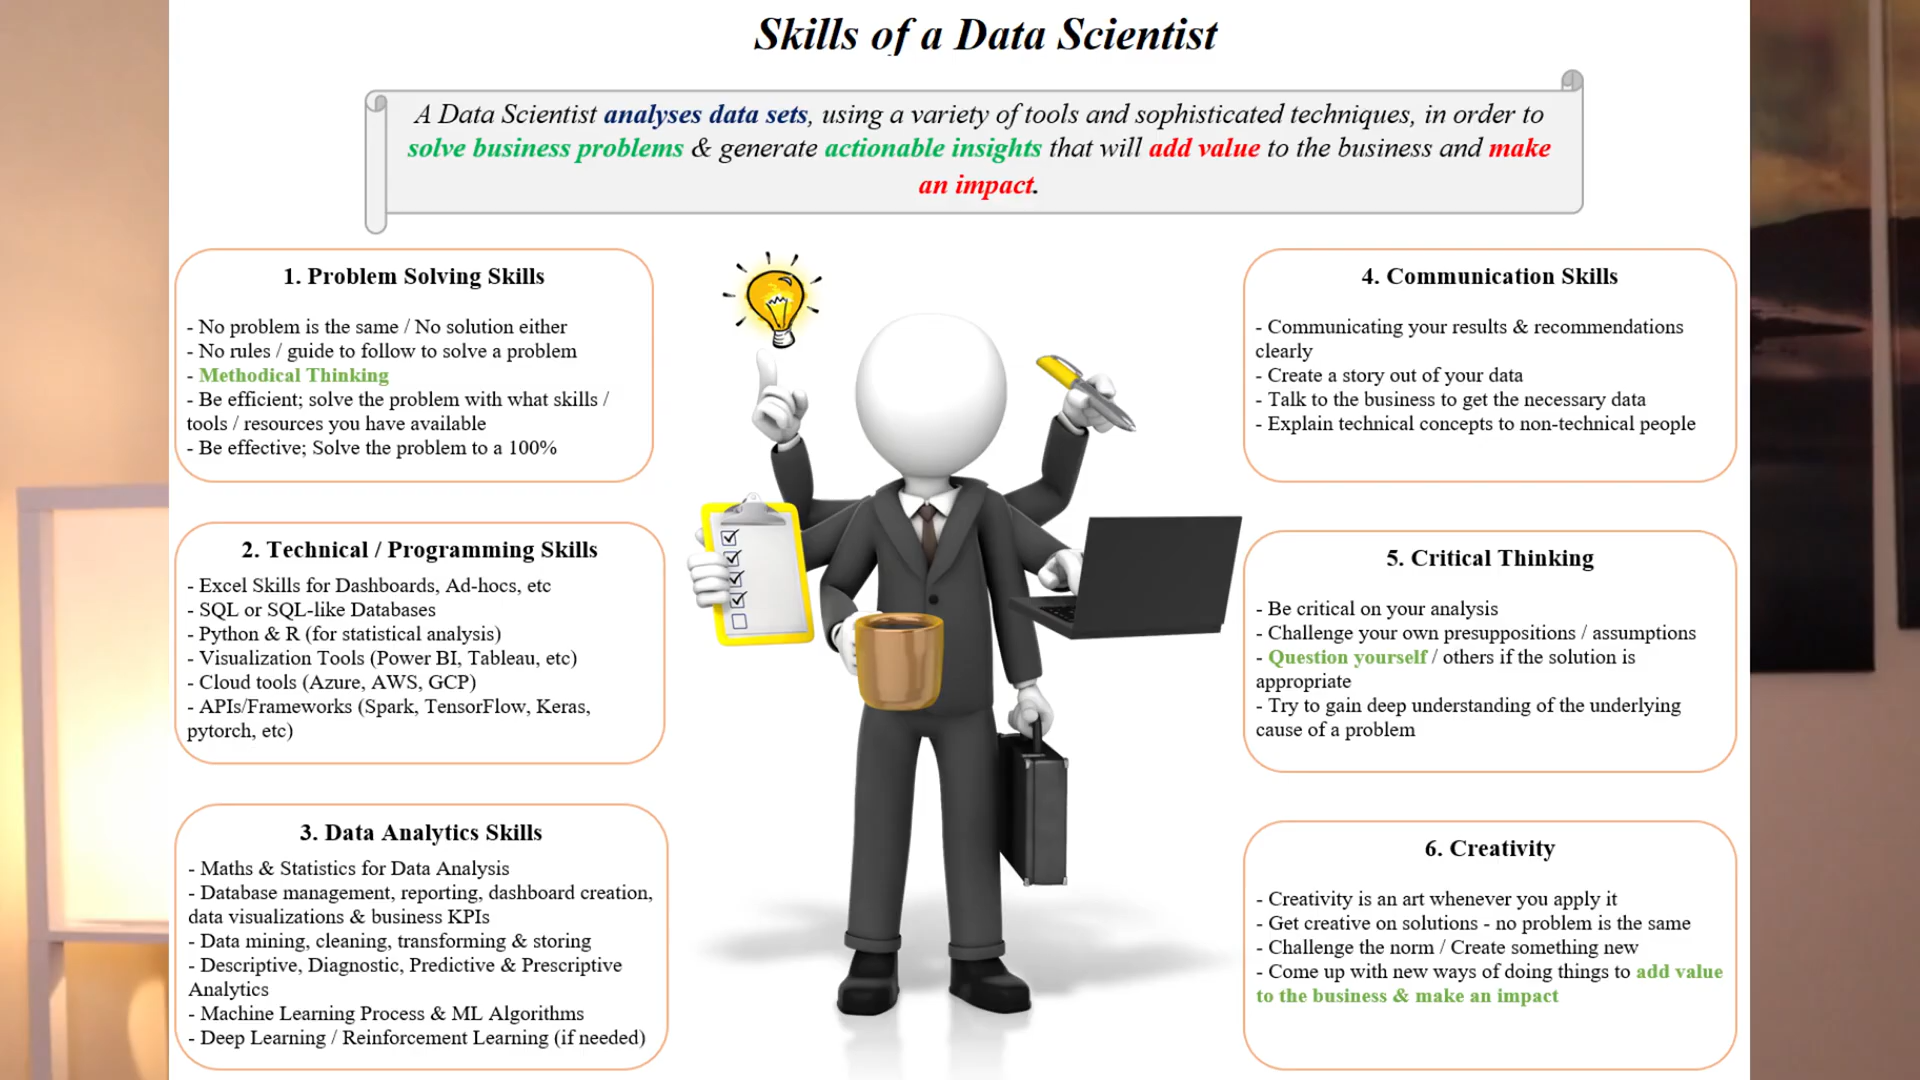 Skills of a Data Scientist
A Data Scientist analyses data sets, using a variety of tools and sophisticated techniques, in order to
solve business problems & generate actionable insights that will add value to the business and make
an impact.
1. Problem Solving Skills
- No problem is the same / No solution either
- No rules / guide to follow to solve a problem
- Methodical Thinking
- Be efficient; solve the problem with what skills /
tools / resources you have available
- Be effective; Solve the problem to a 100%
2. Technical / Programming Skills
- Excel Skills for Dashboards, Ad-hocs, etc
- SQL or SQL-like Databases
- Python & R (for statistical analysis)
- Visualization Tools (Power BI, Tableau, etc)
- Cloud tools (Azure, AWS, GCP)
- APIs/Frameworks (Spark, TensorFlow, Keras,
pytorch, etc)
3. Data Analytics Skills
- Maths & Statistics for Data Analysis
- Database management, reporting, dashboard creation,
data visualizations & business KPIs
- Data mining, cleaning, transforming & storing
- Descriptive, Diagnostic, Predictive & Prescriptive
Analytics
- Machine Learning Process & ML Algorithms
- Deep Learning / Reinforcement Learning (if needed)
4. Communication Skills
- Communicating your results & recommendations
clearly
- Create a story out of your data
- Talk to the business to get the necessary data
- Explain technical concepts to non-technical people
5. Critical Thinking
- Be critical on your analysis
- Challenge your own presuppositions / assumptions
- Question yourself / others if the solution is
appropriate
- Try to gain deep understanding of the underlying
cause of a problem
6. Creativity
- Creativity is an art whenever you apply it
- Get creative on solutions - no problem is the same
- Challenge the norm / Create something new
- Come up with new ways of doing things to add value
to the business & make an impact